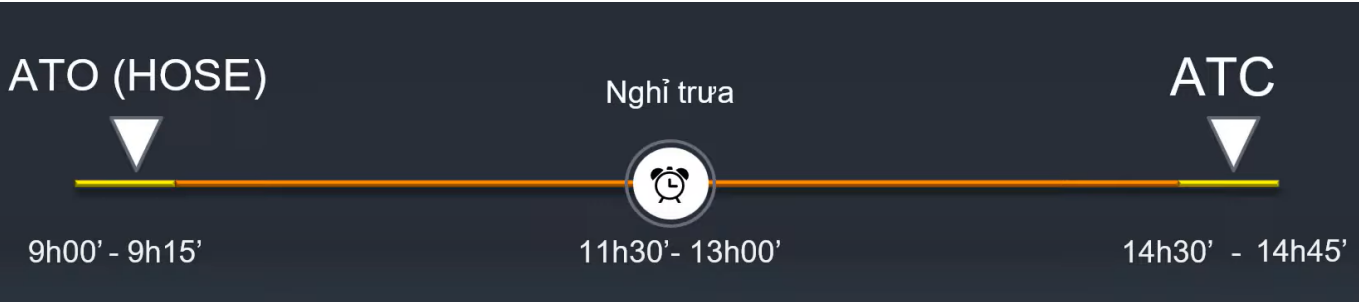 ATO (HOSE)
Nghỉ trưa
ATC
9h00’ - 9h15’
11h30’- 13h00’
14h30’ - 14h45’